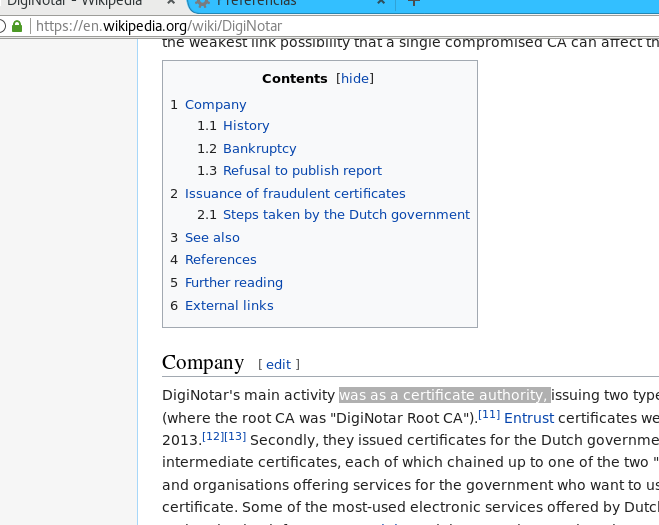 DigiNotar - Wikipedia × Preferencias × +
https://en.wikipedia.org/wiki/DigiNotar
the weakest link possibility that a single compromised CA can affect th
Contents [hide]
1 Company
1.1 History
1.2 Bankruptcy
1.3 Refusal to publish report
2 Issuance of fraudulent certificates
2.1 Steps taken by the Dutch government
3 See also
4 References
5 Further reading
6 External links
Company [ edit ]
DigiNotar's main activity was as a certificate authority, issuing two type
(where the root CA was "DigiNotar Root CA").[11] Entrust certificates we
2013.[12][13] Secondly, they issued certificates for the Dutch governme
intermediate certificates, each of which chained up to one of the two "
and organisations offering services for the government who want to us
certificate. Some of the most-used electronic services offered by Dutc